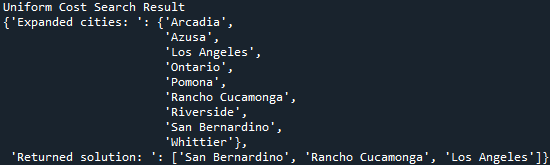 Uniform Cost Search Result
{'Expanded cities: ': {'Arcadia',
'Azusa',
'Los Angeles',
'Ontario',
'Pomona',
'Rancho Cucamonga',
'Riverside',
'San Bernardino',
'Whittier'},
'Returned solution: ': ['San Bernardino', 'Rancho Cucamonga', 'Los Angeles']}